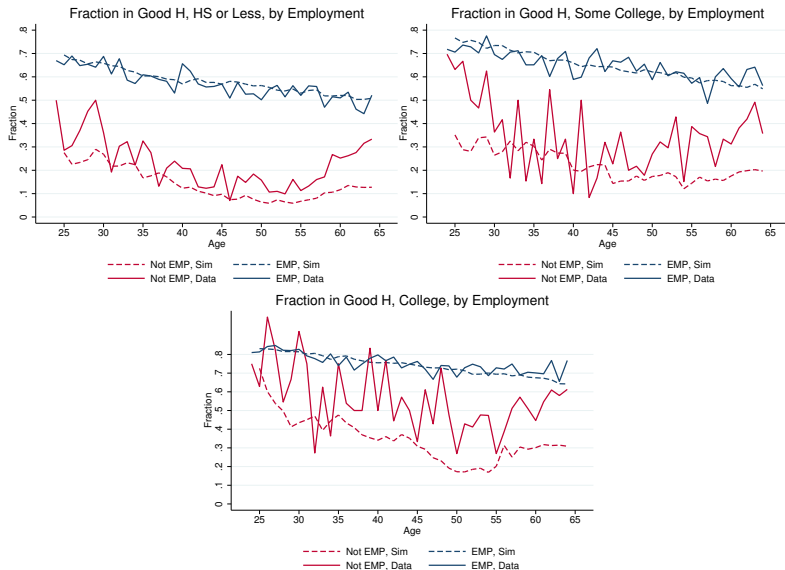 Fraction in Good H, HS or Less, by Employment
.8
.7
.6
.5
.4
.3
.2
.1
0
Fraction
25 30 35 40 45 50 55 60 65
Age
Not EMP, Sim EMP, Sim
Not EMP, Data EMP, Data
Fraction in Good H, Some College, by Employment
.8
.7
.6
.5
.4
.3
.2
.1
0
Fraction
25 30 35 40 45 50 55 60 65
Age
Not EMP, Sim EMP, Sim
Not EMP, Data EMP, Data
Fraction in Good H, College, by Employment
.8
.7
.6
.5
.4
.3
.2
.1
0
Fraction
25 30 35 40 45 50 55 60 65
Age
Not EMP, Sim EMP, Sim
Not EMP, Data EMP, Data